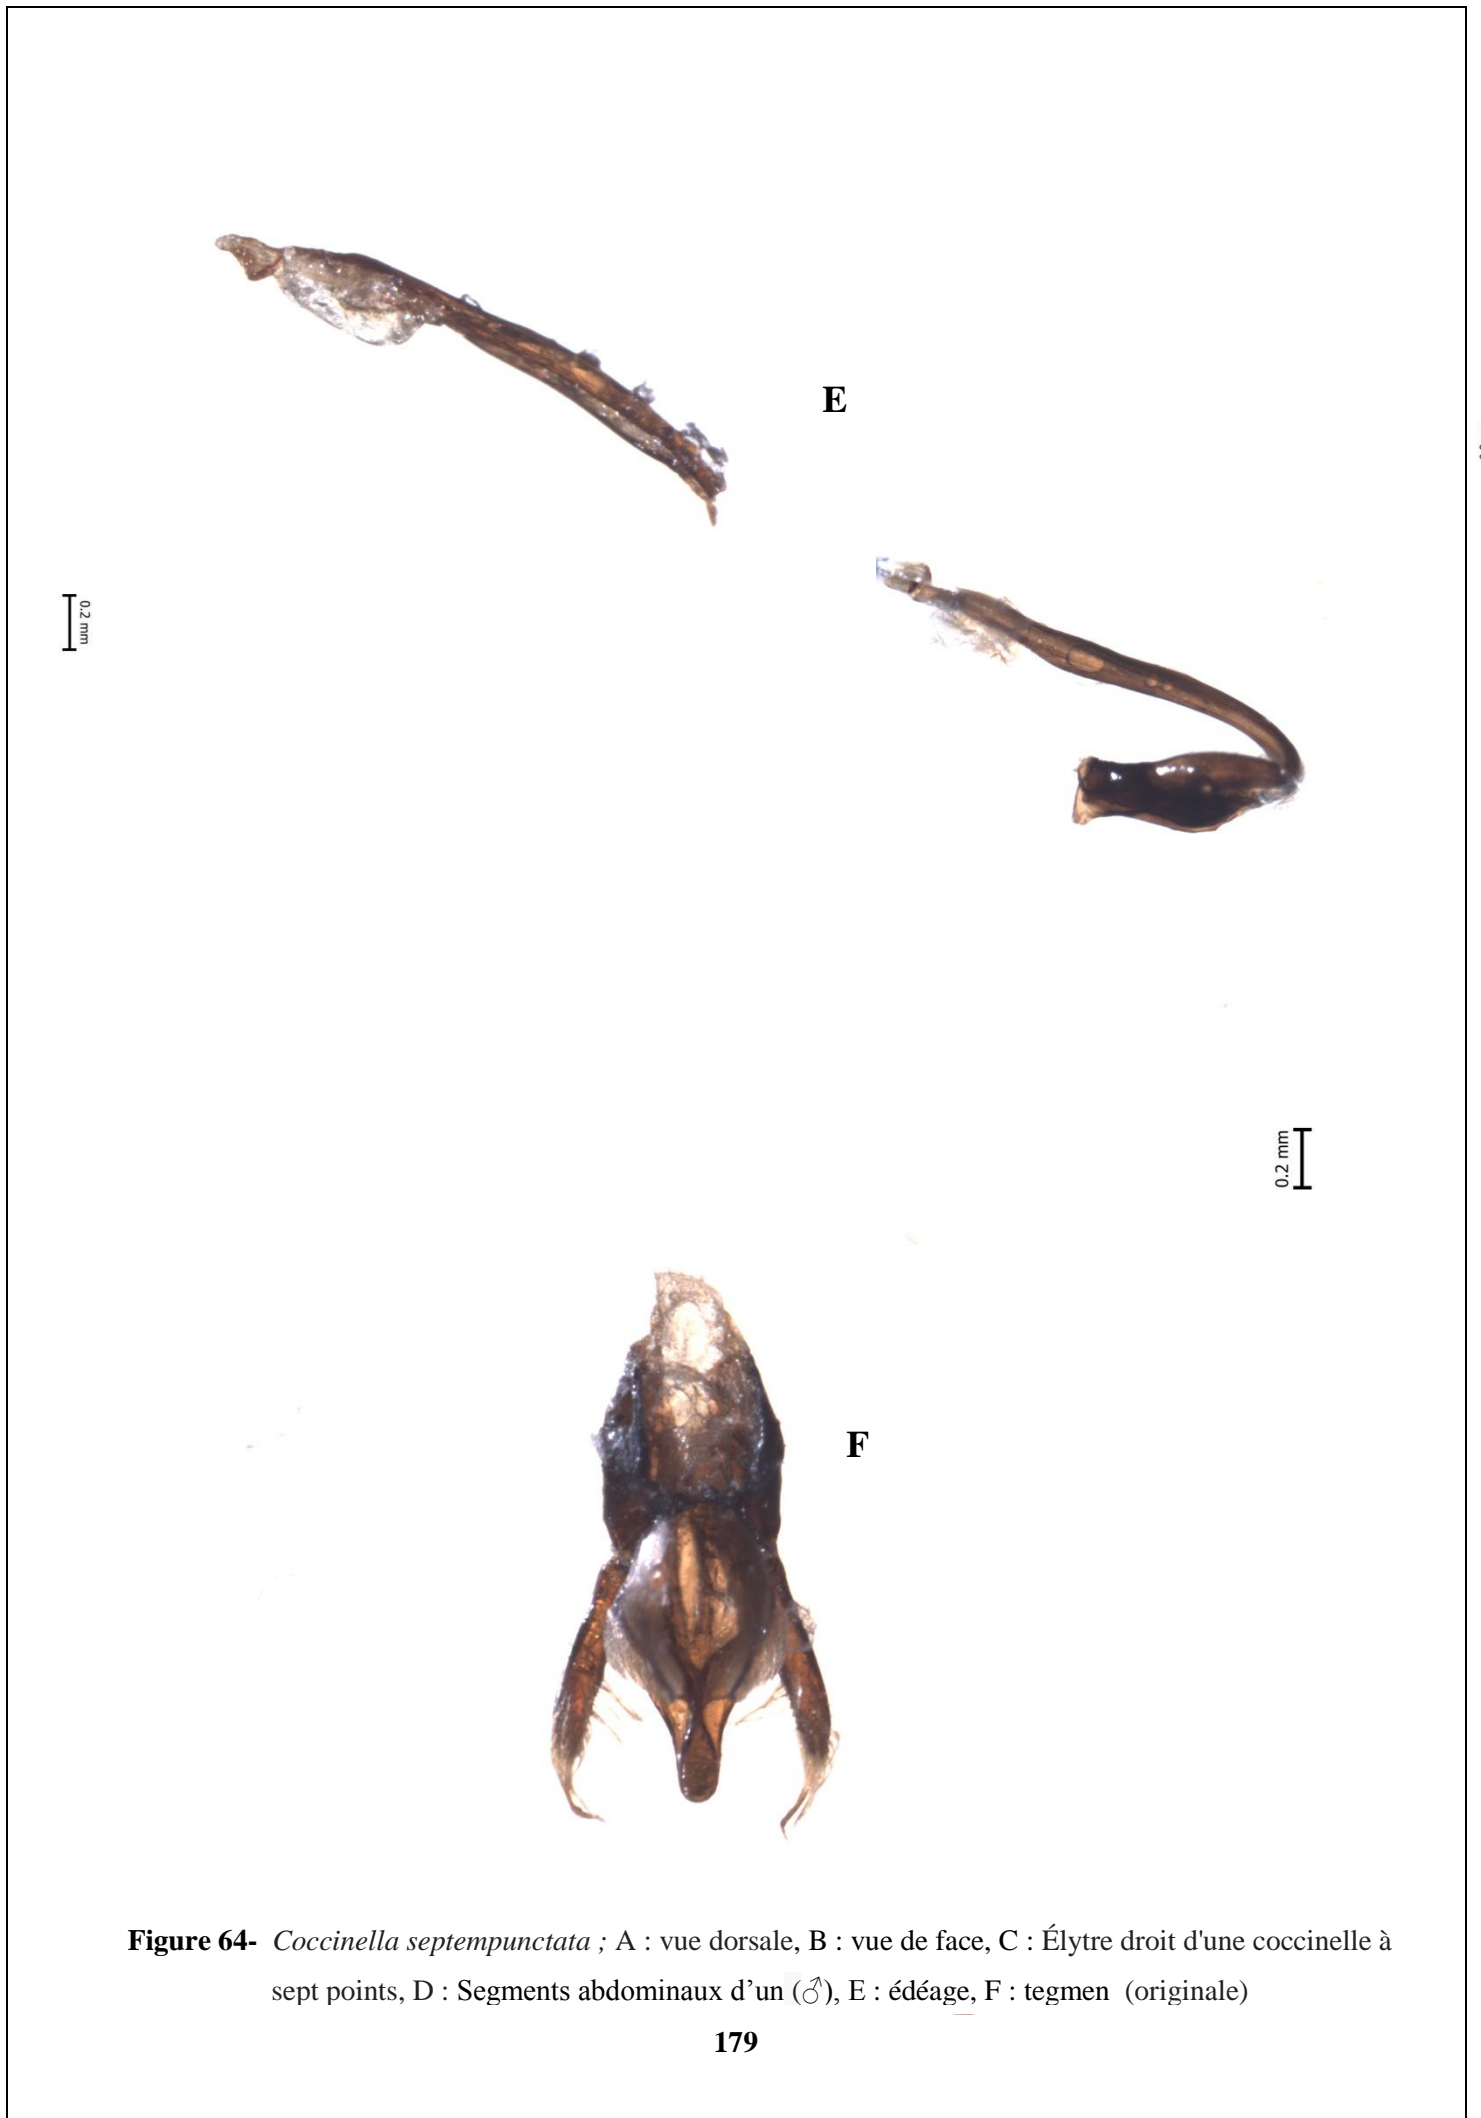 E
0.2 mm
0.2 mm
F
Figure 64- Coccinella septempunctata ; A : vue dorsale, B : vue de face, C : Élytre droit d'une coccinelle à
sept points, D : Segments abdominaux d’un (♂), E : édéage, F : tegmen (originale)
179